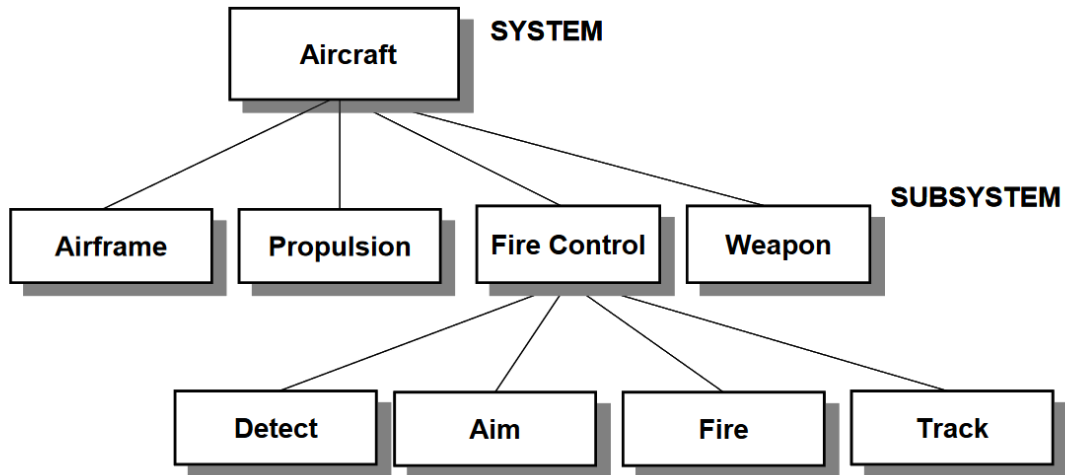 Aircraft
SYSTEM
SUBSYSTEM
Airframe
Propulsion
Fire Control
Weapon
Detect
Aim
Fire
Track